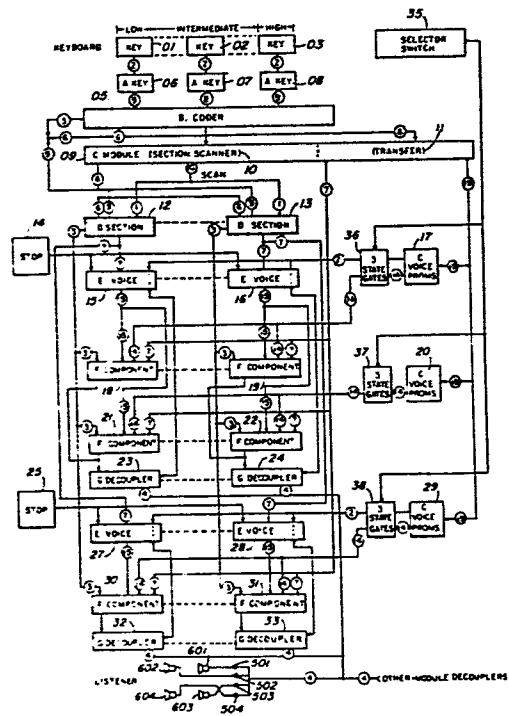 LOW INTERMEDIATE HIGH
35
KEYBOARD KEY 01 KEY 02 KEY 03
SELECTOR SWITCH
2 2 2
A KEY 06 A KEY 07 A KEY 08
05
B. CODER
09 C MODULE (SECTION SCANNER) 10 (TRANSFER) 11
SCAN
12 13
D SECTION B SECTION
14
STOP
36 17
E VOICE E VOICE
15 16
3 STATE GATES C VOICE PROMS
F COMPONENT F COMPONENT
18 19
37 20
3 STATE GATES C VOICE PROMS
21 22
F COMPONENT F COMPONENT
23 24
G DECOUPLER G DECOUPLER
25
STOP
38 29
3 STATE GATES C VOICE PROMS
E VOICE E VOICE
27 28
30 31
F COMPONENT F COMPONENT
32 33
G DECOUPLER G DECOUPLER
601 501
602
LISTENER
502
503
604 603 504
4 4 OTHER-MODULE DECOUPLERS